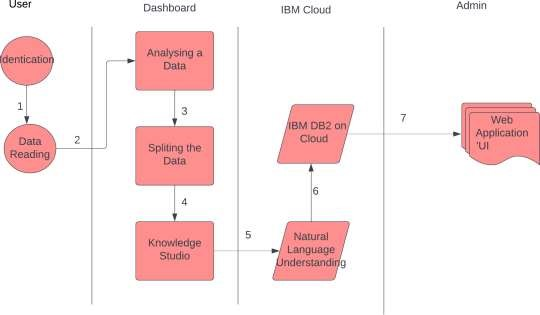 User
Dashboard
IBM Cloud
Admin
Identication
1
Data
Reading
2
Analysing a
Data
3
Spliting the
Data
4
Knowledge
Studio
5
Natural
Language
Understanding
6
IBM DB2 on
Cloud
7
Web
Application
'UI